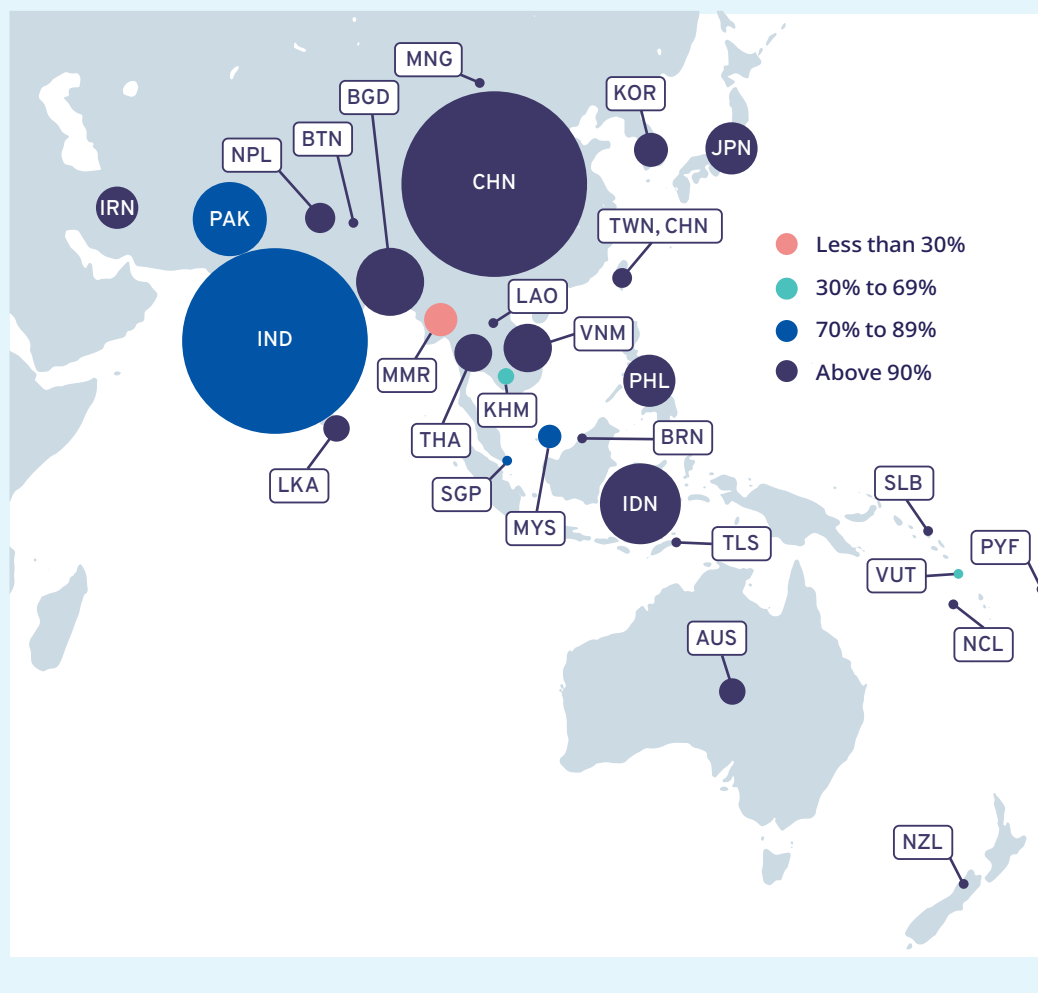 MNG
BGD
KOR
BTN
JPN
NPL
CHN
IRN
PAK
TWN, CHN
Less than 30%
30% to 69%
70% to 89%
Above 90%
LAO
VNM
IND
MMR
PHL
KHM
THA
BRN
LKA
SGP
SLB
IDN
MYS
TLS
PYF
VUT
AUS
NCL
NZL